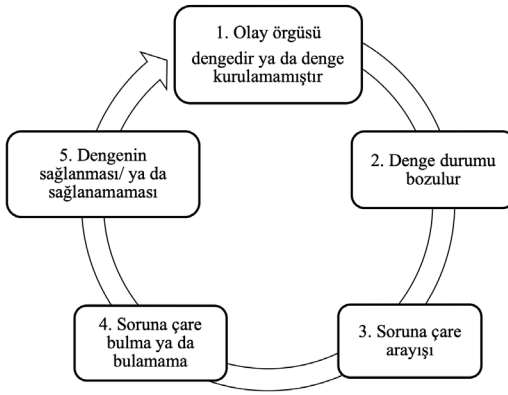 1. Olay örgüsü
dengedir ya da denge
kurulamamıştır
2. Denge durumu
bozulur
3. Soruna çare
arayışı
4. Soruna çare
bulma ya da
bulamama
5. Dengenin
sağlanması/ ya da
sağlanamaması